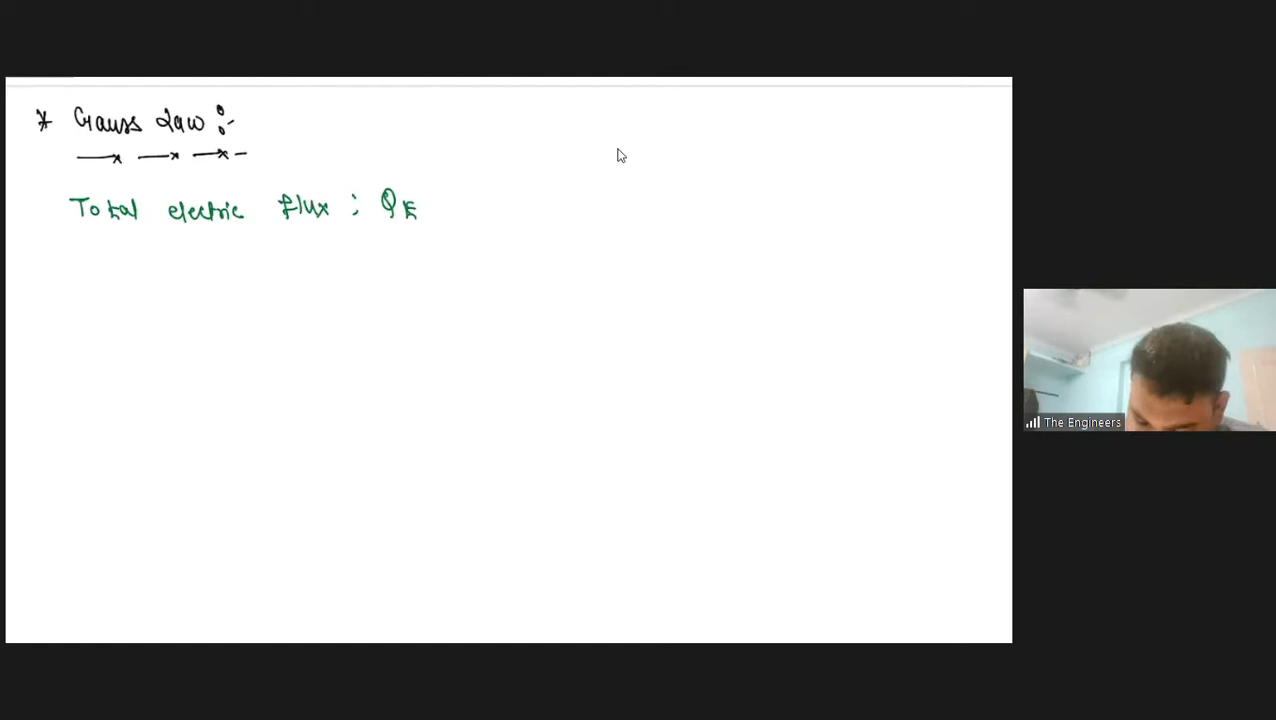 * Gauss Law :-
Total electric flux : φE
The Engineers